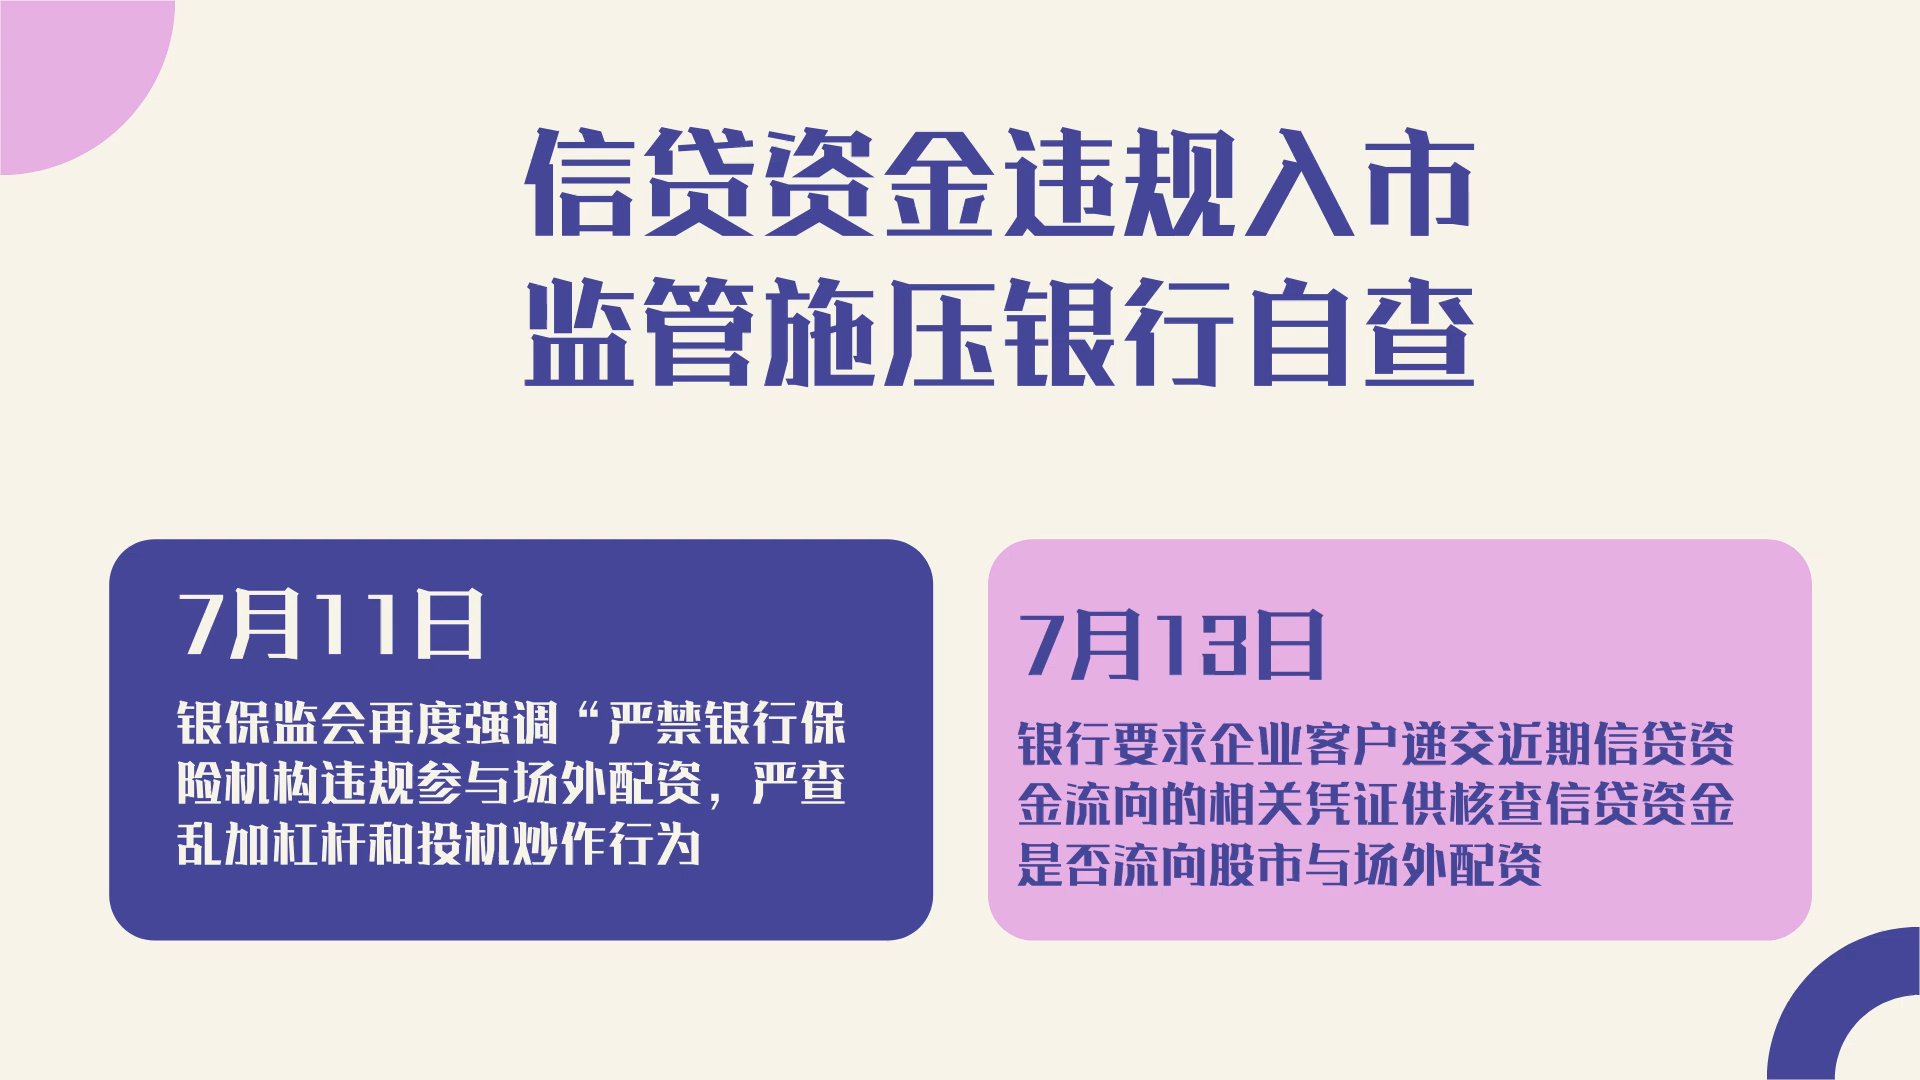 信贷资金违规入市
监管施压银行自查
7月11日
银保监会再度强调“严禁银行保
险机构违规参与场外配资，严查
乱加杠杆和投机炒作行为
7月13日
银行要求企业客户递交近期信贷资
金流向的相关凭证供核查信贷资金
是否流向股市与场外配资